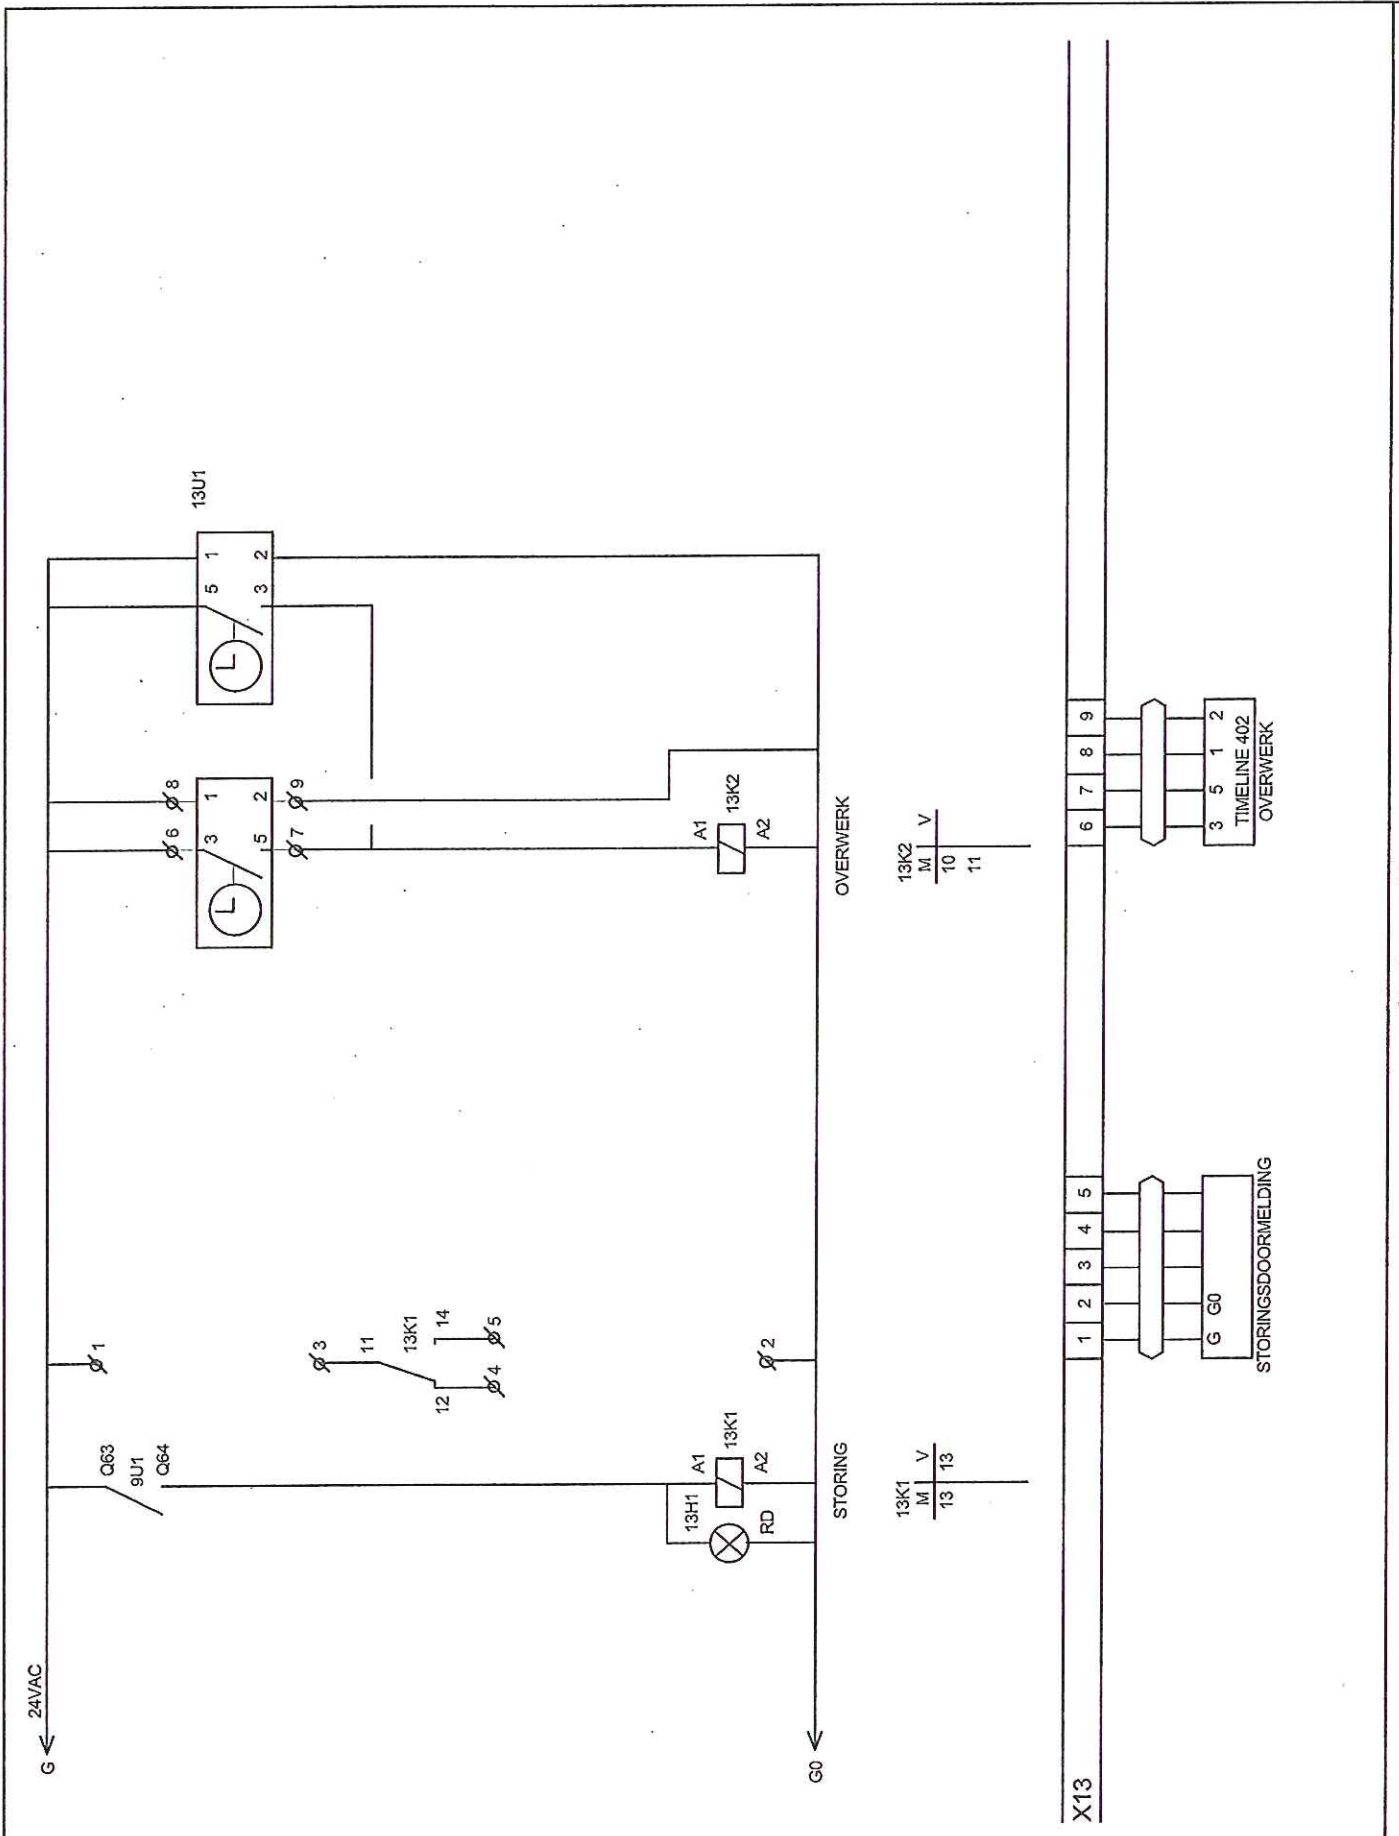 G 24VAC
Q63
9U1
Q64
13H1
RD
A1
13K1
A2
STORING
1
3
11
13K1
12
14
4
5
2
6
8
3
1
5
2
7
9
A1
13K2
A2
OVERWERK
13U1
5
1
3
2
G0
13K1
M V
13 13
13K2
M V
10
11
X13
1 2 3 4 5
G G0
STORINGSDOORMELDING
6 7 8 9
3 5 1 2
TIMELINE 402
OVERWERK